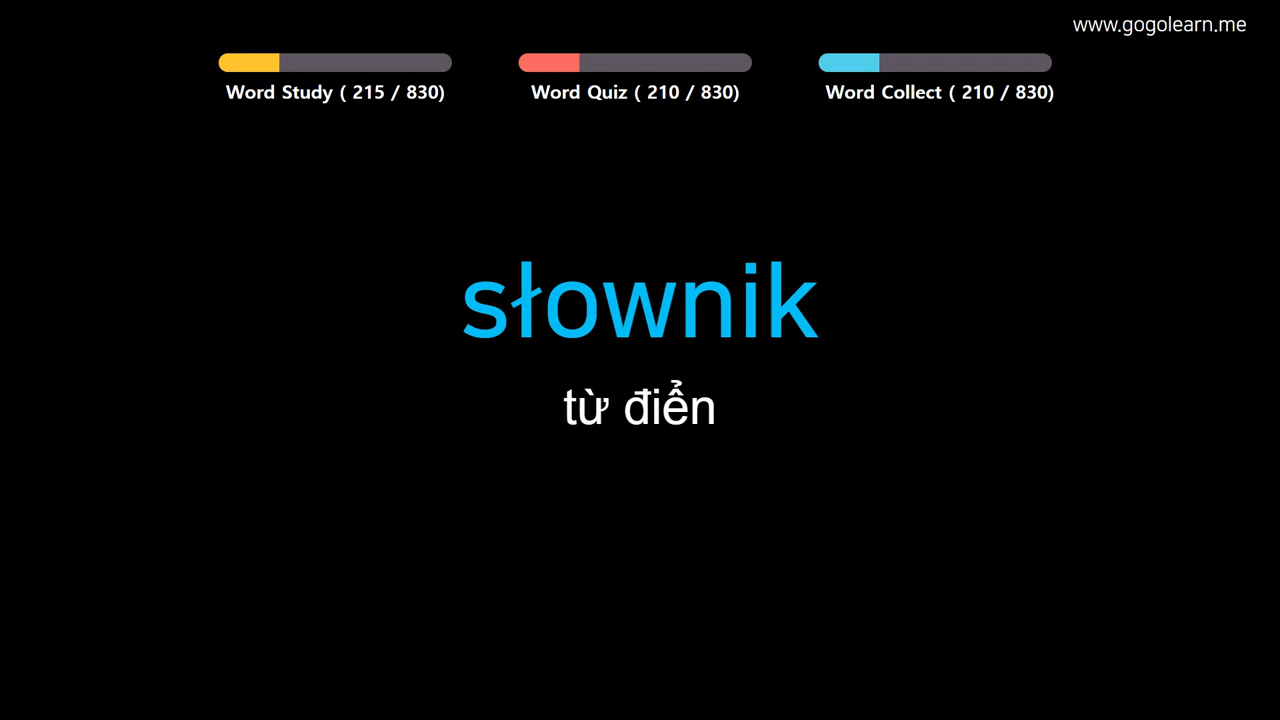 www.gogolearn.me
Word Study ( 215 / 830)
Word Quiz ( 210 / 830)
Word Collect ( 210 / 830)
słownik
từ điển